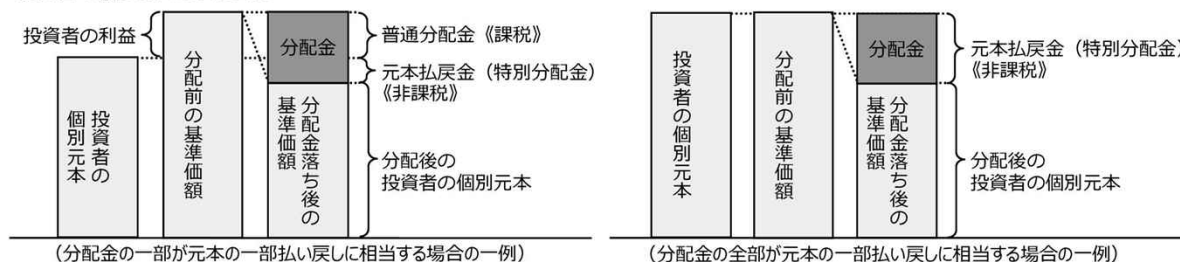 投資者の利益
投資者の
個別元本
分配前の基準価額
分配金
分配金落ち後の
基準価額
普通分配金《課税》
元本払戻金(特別分配金)
《非課税》
分配後の
投資者の個別元本
(分配金の一部が元本の一部払い戻しに相当する場合の一例)
投資者の個別元本
分配前の基準価額
分配金
分配金落ち後の
基準価額
元本払戻金(特別分配金)
《非課税》
分配後の
投資者の個別元本
(分配金の全部が元本の一部払い戻しに相当する場合の一例)